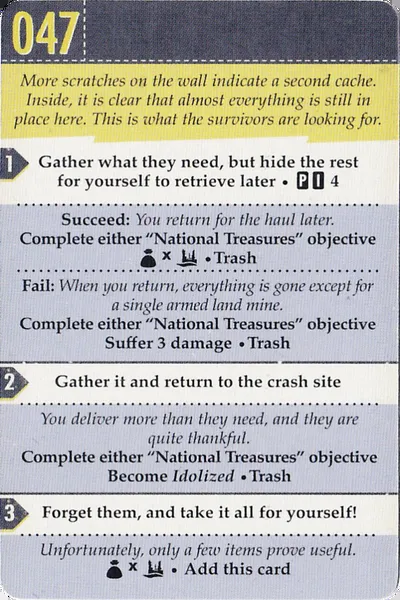 047
More scratches on the wall indicate a second cache.
Inside, it is clear that almost everything is still in
place here. This is what the survivors are looking for.
1
Gather what they need, but hide the rest
for yourself to retrieve later • P I 4
Succeed: You return for the haul later.
Complete either “National Treasures” objective
x • Trash
Fail: When you return, everything is gone except for
a single armed land mine.
Complete either “National Treasures” objective
Suffer 3 damage • Trash
2
Gather it and return to the crash site
You deliver more than they need, and they are
quite thankful.
Complete either “National Treasures” objective
Become Idolized • Trash
3
Forget them, and take it all for yourself!
Unfortunately, only a few items prove useful.
x • Add this card